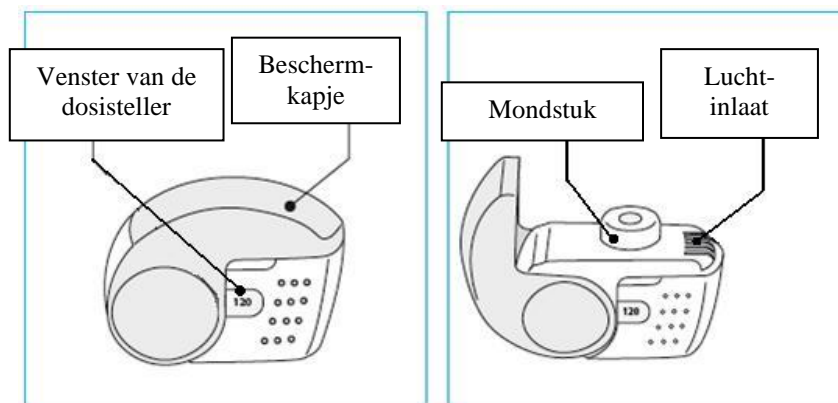 Venster van de
dosisteller
Bescherm-
kapje
120
Mondstuk
Lucht-
inlaat
120